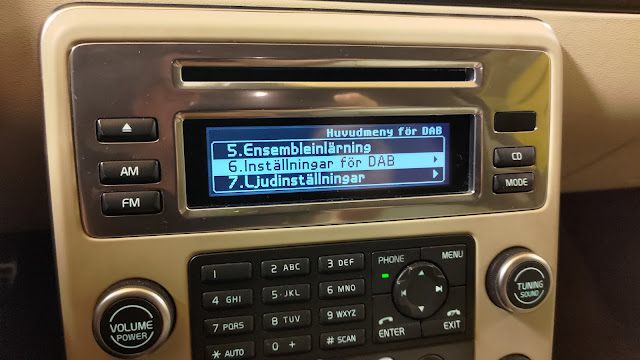 Huvudmeny för DAB
5.Ensembleinlärning
6.Inställningar för DAB
7.Ljudinställningar
AM
FM
CD
MODE
1
2 ABC
3 DEF
PHONE
MENU
4 GHI
5·JKL
6 MNO
7 PQRS
8 TUV
9 WXYZ
ENTER
EXIT
* AUTO
0 +
# SCAN
VOLUME
POWER
TUNING
SOUND